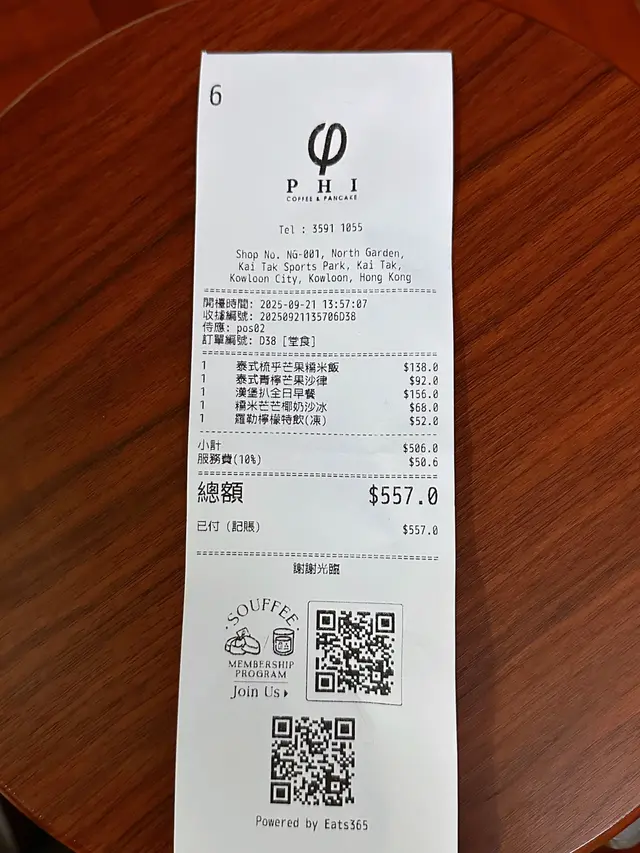 6
φ
PHI
COFFEE & PANCAKE
Tel : 3591 1055
Shop No. NG-001, North Garden,
Kai Tak Sports Park, Kai Tak,
Kowloon City, Kowloon, Hong Kong
開檯時間: 2025-09-21 13:57:07
收據編號: 20250921135706D38
侍應: pos02
訂單編號: D38 [堂食]
1 泰式梳乎芒果糯米飯 $138.0
1 泰式青檸芒果沙律 $92.0
1 漢堡扒全日早餐 $156.0
1 糯米芒芒椰奶沙冰 $68.0
1 羅勒檸檬特飲(凍) $52.0
小計 $506.0
服務費(10%) $50.6
總額 $557.0
已付 (記賬) $557.0
謝謝光臨
·SOUFFEE·
MEMBERSHIP
PROGRAM
Join Us
Powered by Eats365